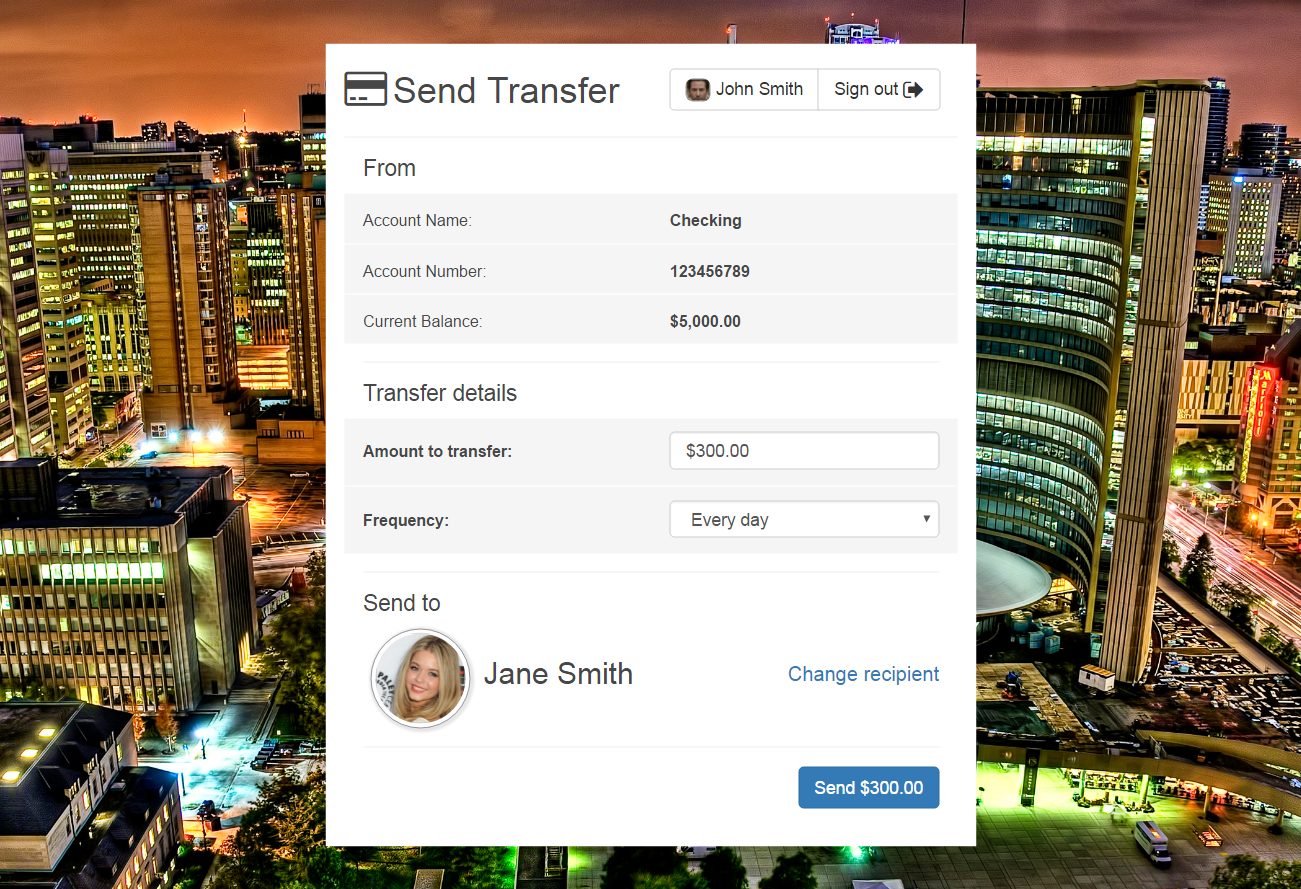 Send Transfer
John Smith
Sign out
From
Account Name: Checking
Account Number: 123456789
Current Balance: $5,000.00
Transfer details
Amount to transfer: $300.00
Frequency: Every day
Send to
Jane Smith
Change recipient
Send $300.00
Marriott